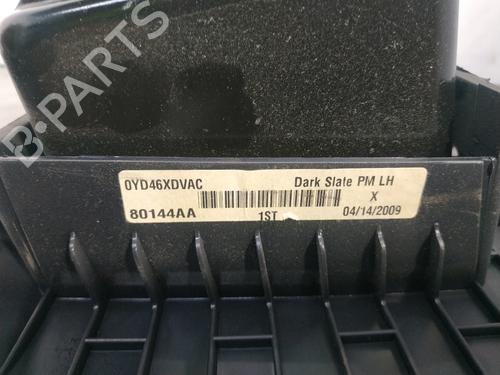 B-PARTS
0YD46XDVAC Dark Slate PM LH
X
80144AA 1ST 04/14/2009